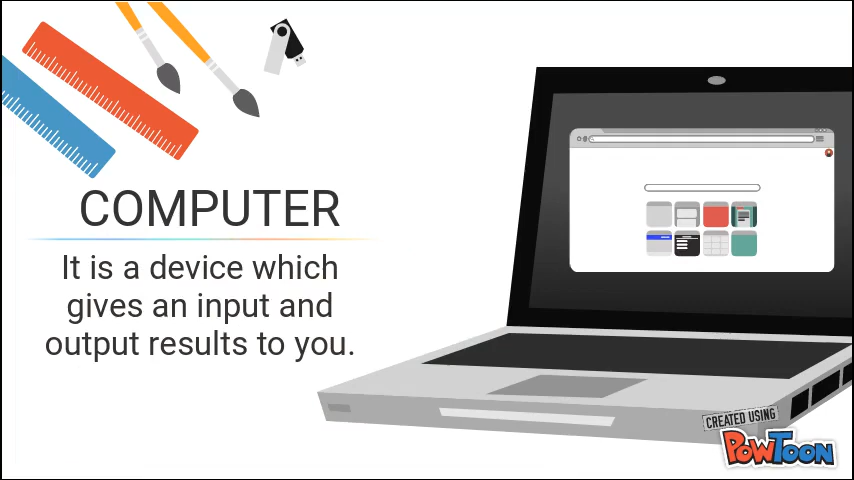 COMPUTER
It is a device which
gives an input and
output results to you.
CREATED USING
POWTOON